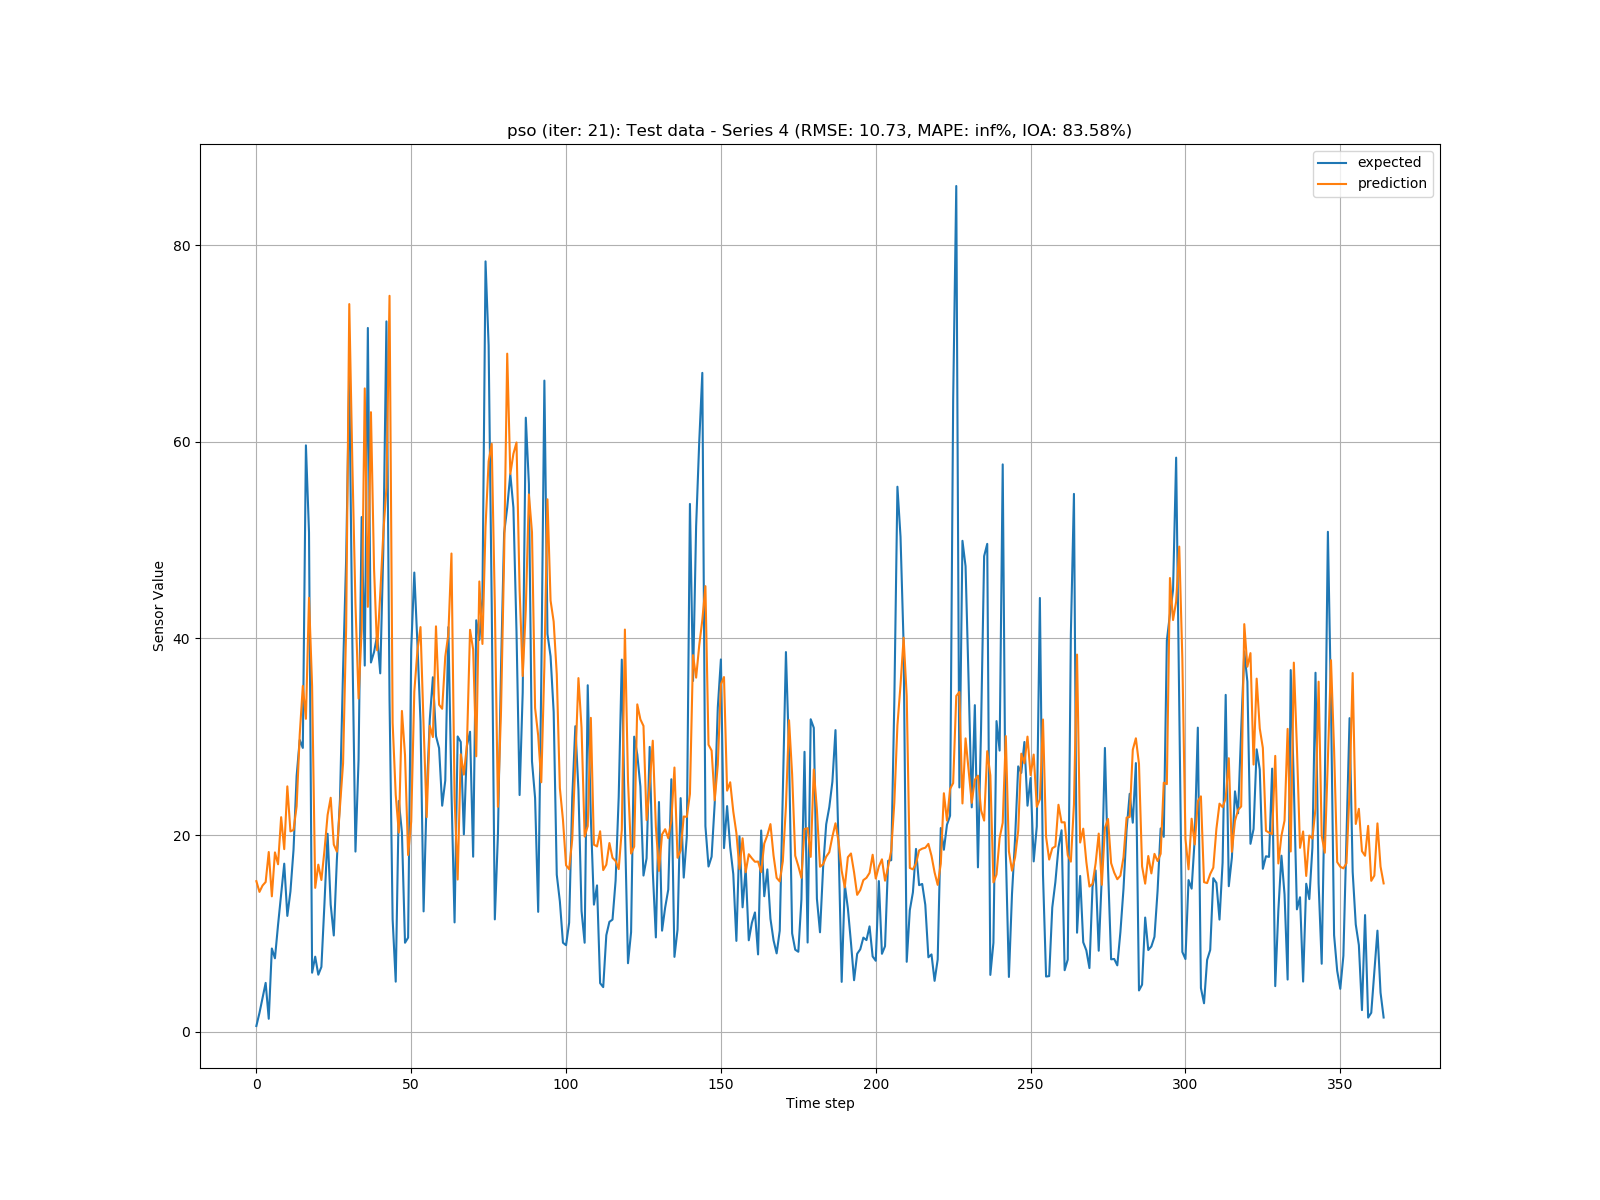 pso (iter: 21): Test data - Series 4 (RMSE: 10.73, MAPE: inf%, IOA: 83.58%)
expected
prediction
80
60
40
20
0
Sensor Value
0 50 100 150 200 250 300 350
Time step